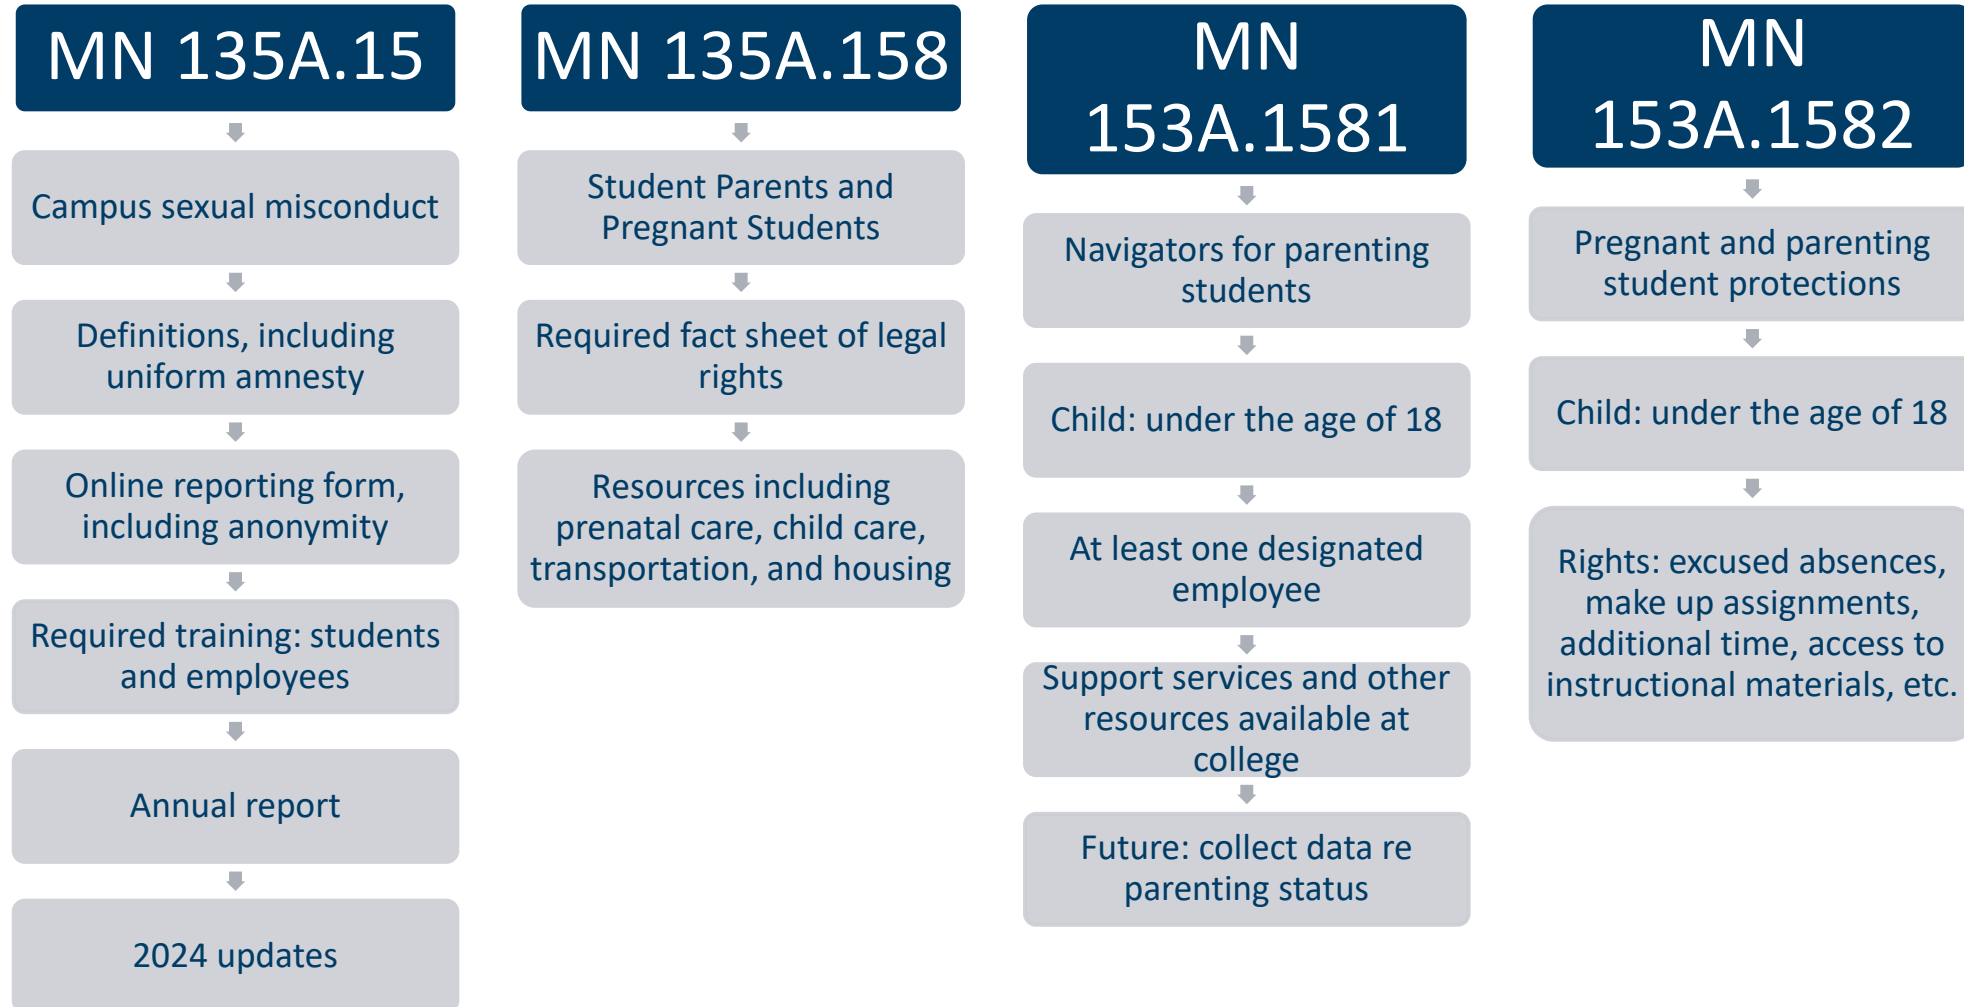 MN 135A.15
Campus sexual misconduct
Definitions, including
uniform amnesty
Online reporting form,
including anonymity
Required training: students
and employees
Annual report
2024 updates
MN 135A.158
Student Parents and
Pregnant Students
Required fact sheet of legal
rights
Resources including
prenatal care, child care,
transportation, and housing
MN
153A.1581
Navigators for parenting
students
Child: under the age of 18
At least one designated
employee
Support services and other
resources available at
college
Future: collect data re
parenting status
MN
153A.1582
Pregnant and parenting
student protections
Child: under the age of 18
Rights: excused absences,
make up assignments,
additional time, access to
instructional materials, etc.